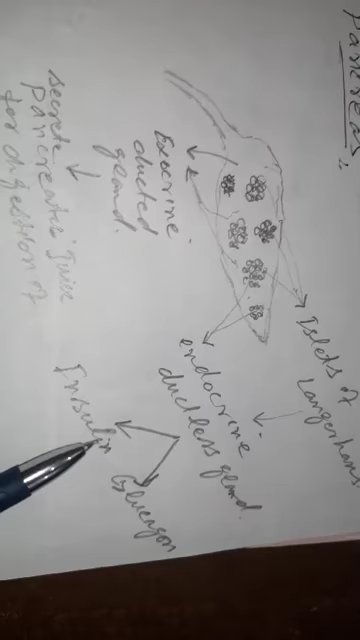 Pancreas:
Islets of
Langerhans.
Exocrine.
ducted
gland.
endocrine
ductless gland.
secrete
pancreatic Juice
for digestion of
Insulin
Glucagon